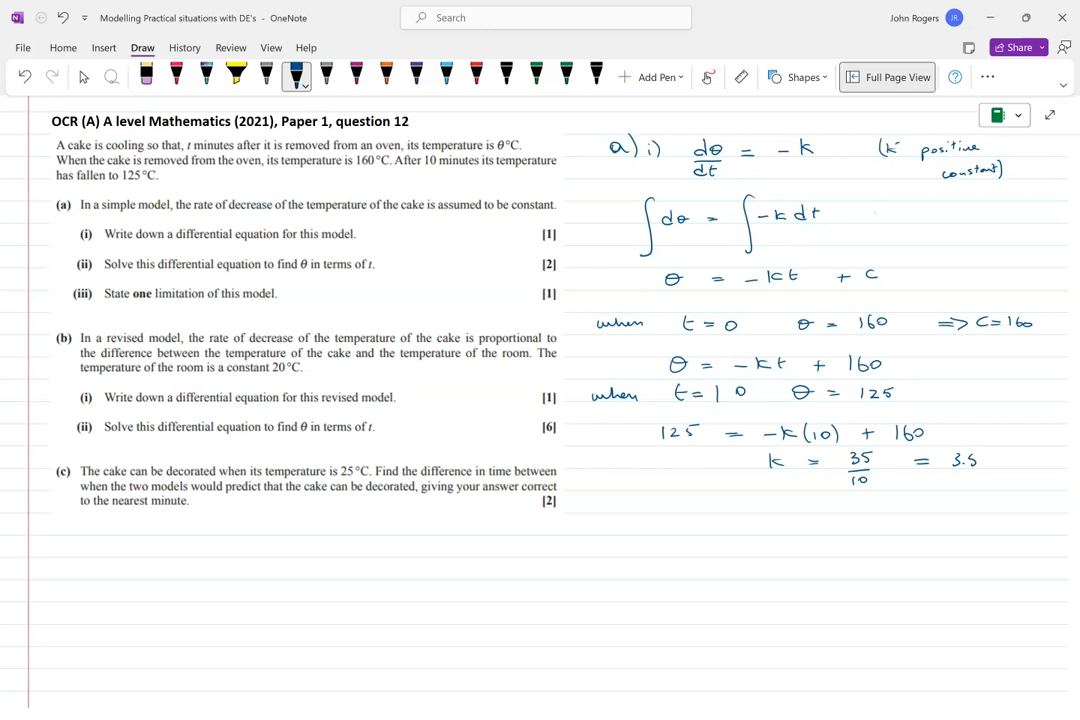 Modelling Practical situations with DE's - OneNote
Search
John Rogers
JR
File Home Insert Draw History Review View Help
Share
Add Pen
Shapes
Full Page View
OCR (A) A level Mathematics (2021), Paper 1, question 12
A cake is cooling so that, t minutes after it is removed from an oven, its temperature is θ°C.
When the cake is removed from the oven, its temperature is 160°C. After 10 minutes its temperature
has fallen to 125°C.
(a) In a simple model, the rate of decrease of the temperature of the cake is assumed to be constant.
(i) Write down a differential equation for this model. [1]
(ii) Solve this differential equation to find θ in terms of t. [2]
(iii) State one limitation of this model. [1]
(b) In a revised model, the rate of decrease of the temperature of the cake is proportional to
the difference between the temperature of the cake and the temperature of the room. The
temperature of the room is a constant 20°C.
(i) Write down a differential equation for this revised model. [1]
(ii) Solve this differential equation to find θ in terms of t. [6]
(c) The cake can be decorated when its temperature is 25°C. Find the difference in time between
when the two models would predict that the cake can be decorated, giving your answer correct
to the nearest minute. [2]
a) i) dθ/dt = -k (k positive
constant)
∫ dθ = ∫ -k dt
θ = -kt + c
when t = 0 θ = 160 ⇒ C = 160
θ = -kt + 160
when t = 10 θ = 125
125 = -k(10) + 160
k = 35/10 = 3.5